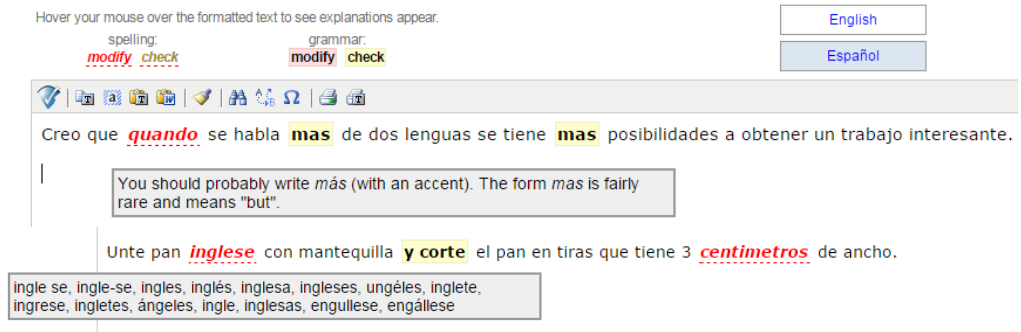 Hover your mouse over the formatted text to see explanations appear.
spelling: grammar:
modify check modify check
English
Español
Creo que quando se habla mas de dos lenguas se tiene mas posibilidades a obtener un trabajo interesante.
You should probably write más (with an accent). The form mas is fairly
rare and means "but".
Unte pan inglese con mantequilla y corte el pan en tiras que tiene 3 centimetros de ancho.
ingle se, ingle-se, ingles, inglés, inglesa, ingleses, ungéles, inglete,
ingrese, ingletes, ángeles, ingle, inglesas, engullese, engállese